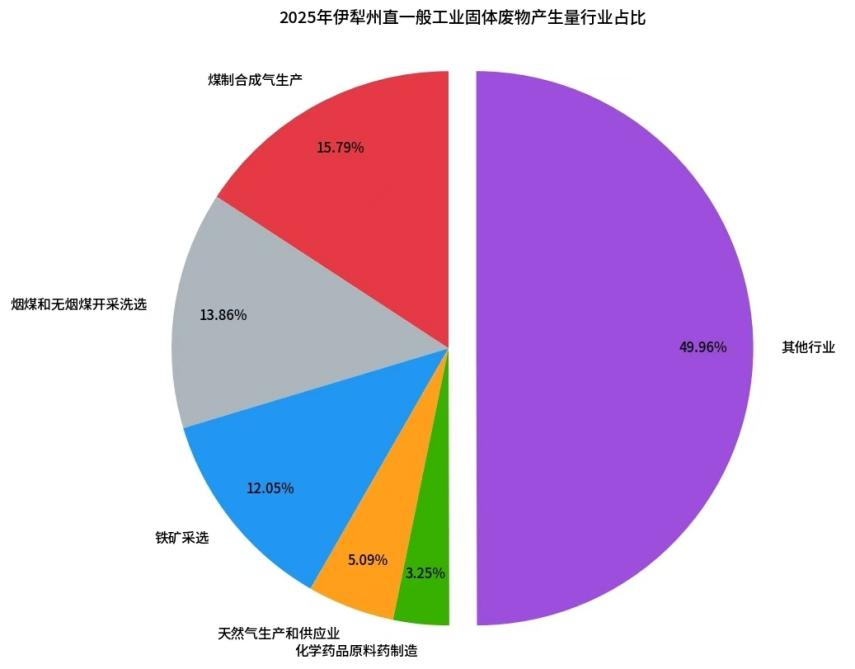 2025年伊犁州直一般工业固体废物产生量行业占比
煤制合成气生产
15.79%
烟煤和无烟煤开采洗选
13.86%
49.96%
其他行业
12.05%
铁矿采选
5.09%
3.25%
天然气生产和供应业
化学药品原料药制造